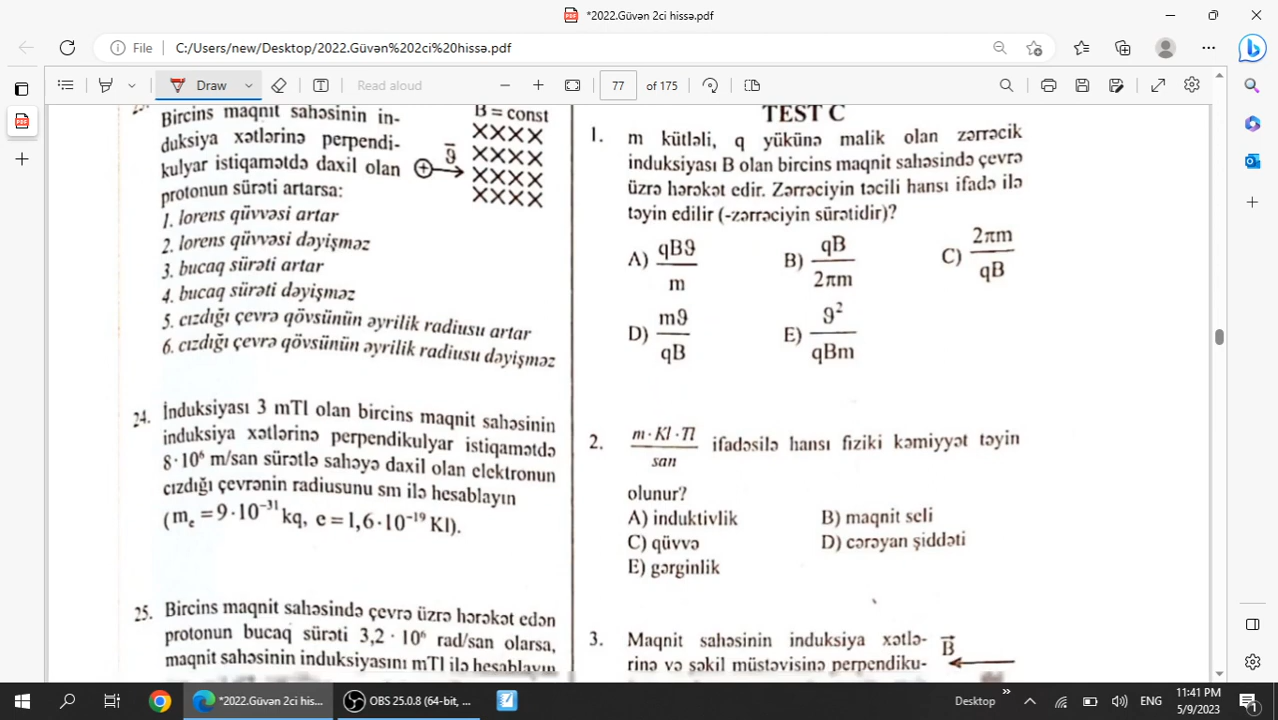 *2022.Güvən 2ci hissə.pdf
File C:/Users/new/Desktop/2022.Güvən%202ci%20hissə.pdf
Draw Read aloud 77 of 175
Bircins maqnit sahəsinin in-
duksiya xətlərinə perpendi-
kulyar istiqamətdə daxil olan
protonun sürəti artarsa:
B = const
XXXX
XXXX
XXXX
XXXX
ϑ
1. lorens qüvvəsi artar
2. lorens qüvvəsi dəyişməz
3. bucaq sürəti artar
4. bucaq sürəti dəyişməz
5. cızdığı çevrə qövsünün əyrilik radiusu artar
6. cızdığı çevrə qövsünün əyrilik radiusu dəyişməz
24. İnduksiyası 3 mTl olan bircins maqnit sahəsinin
induksiya xətlərinə perpendikulyar istiqamətdə
8·10⁶ m/san sürətlə sahəyə daxil olan elektronun
cızdığı çevrənin radiusunu sm ilə hesablayın
(mₑ = 9·10⁻³¹ kq, e = 1,6·10⁻¹⁹ Kl).
25. Bircins maqnit sahəsində çevrə üzrə hərəkət edən
protonun bucaq sürəti 3,2 · 10⁶ rad/san olarsa,
maqnit sahəsinin induksiyasını mTl ilə hesablayın
TEST C
1. m kütləli, q yükünə malik olan zərrəcik
induksiyası B olan bircins maqnit sahəsində çevrə
üzrə hərəkət edir. Zərrəciyin təcili hansı ifadə ilə
təyin edilir (-zərrəciyin sürətidir)?
A) qBϑ/m B) qB/2πm C) 2πm/qB
D) mϑ/qB E) ϑ²/qBm
2. m·Kl·Tl/san ifadəsilə hansı fiziki kəmiyyət təyin
olunur?
A) induktivlik B) maqnit seli
C) qüvvə D) cərəyan şiddəti
E) gərginlik
3. Maqnit sahəsinin induksiya xətlə-
rinə və şəkil müstəvisinə perpendiku-
B
*2022.Güvən 2ci his... OBS 25.0.8 (64-bit, ... Desktop » ENG 11:41 PM
5/9/2023